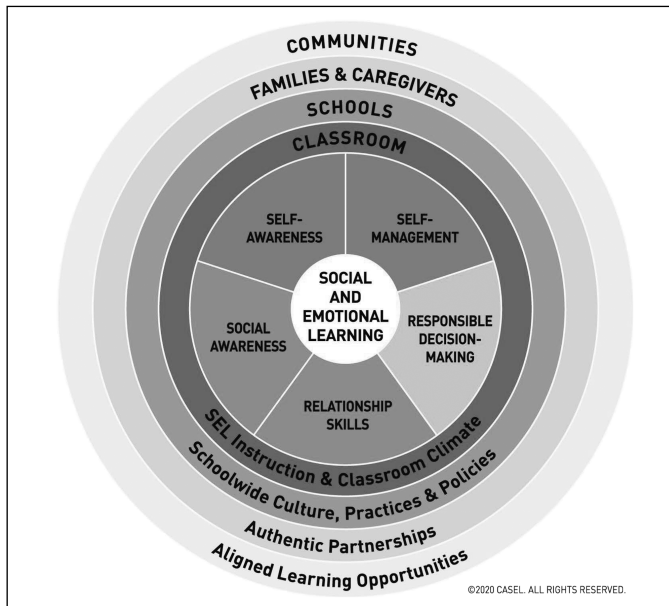 COMMUNITIES
FAMILIES & CAREGIVERS
SCHOOLS
CLASSROOM
SELF-
AWARENESS
SELF-
MANAGEMENT
SOCIAL
AND
EMOTIONAL
LEARNING
SOCIAL
AWARENESS
RESPONSIBLE
DECISION-
MAKING
RELATIONSHIP
SKILLS
SEL Instruction & Classroom Climate
Schoolwide Culture, Practices & Policies
Authentic Partnerships
Aligned Learning Opportunities
©2020 CASEL. ALL RIGHTS RESERVED.